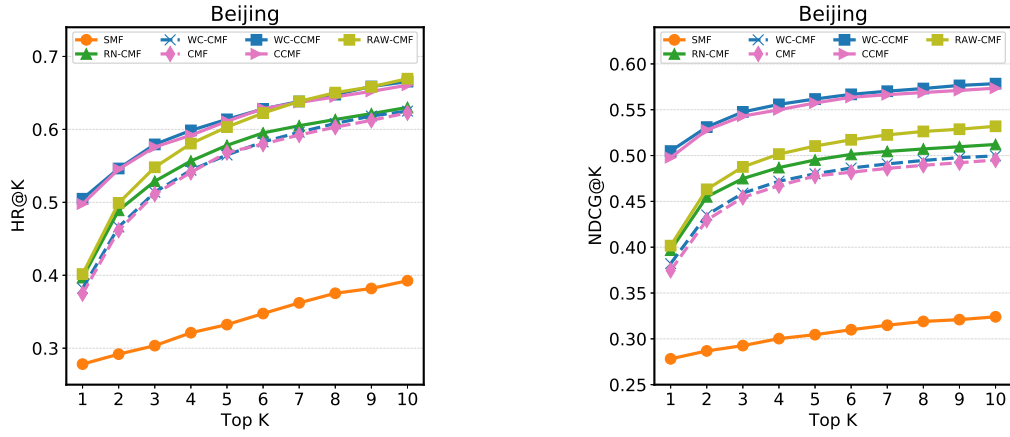 Beijing
SMF WC-CMF WC-CCMF RAW-CMF
RN-CMF CMF CCMF
0.7
0.6
0.5
0.4
0.3
HR@K
1 2 3 4 5 6 7 8 9 10
Top K
Beijing
SMF WC-CMF WC-CCMF RAW-CMF
RN-CMF CMF CCMF
0.60
0.55
0.50
0.45
0.40
0.35
0.30
0.25
NDCG@K
1 2 3 4 5 6 7 8 9 10
Top K